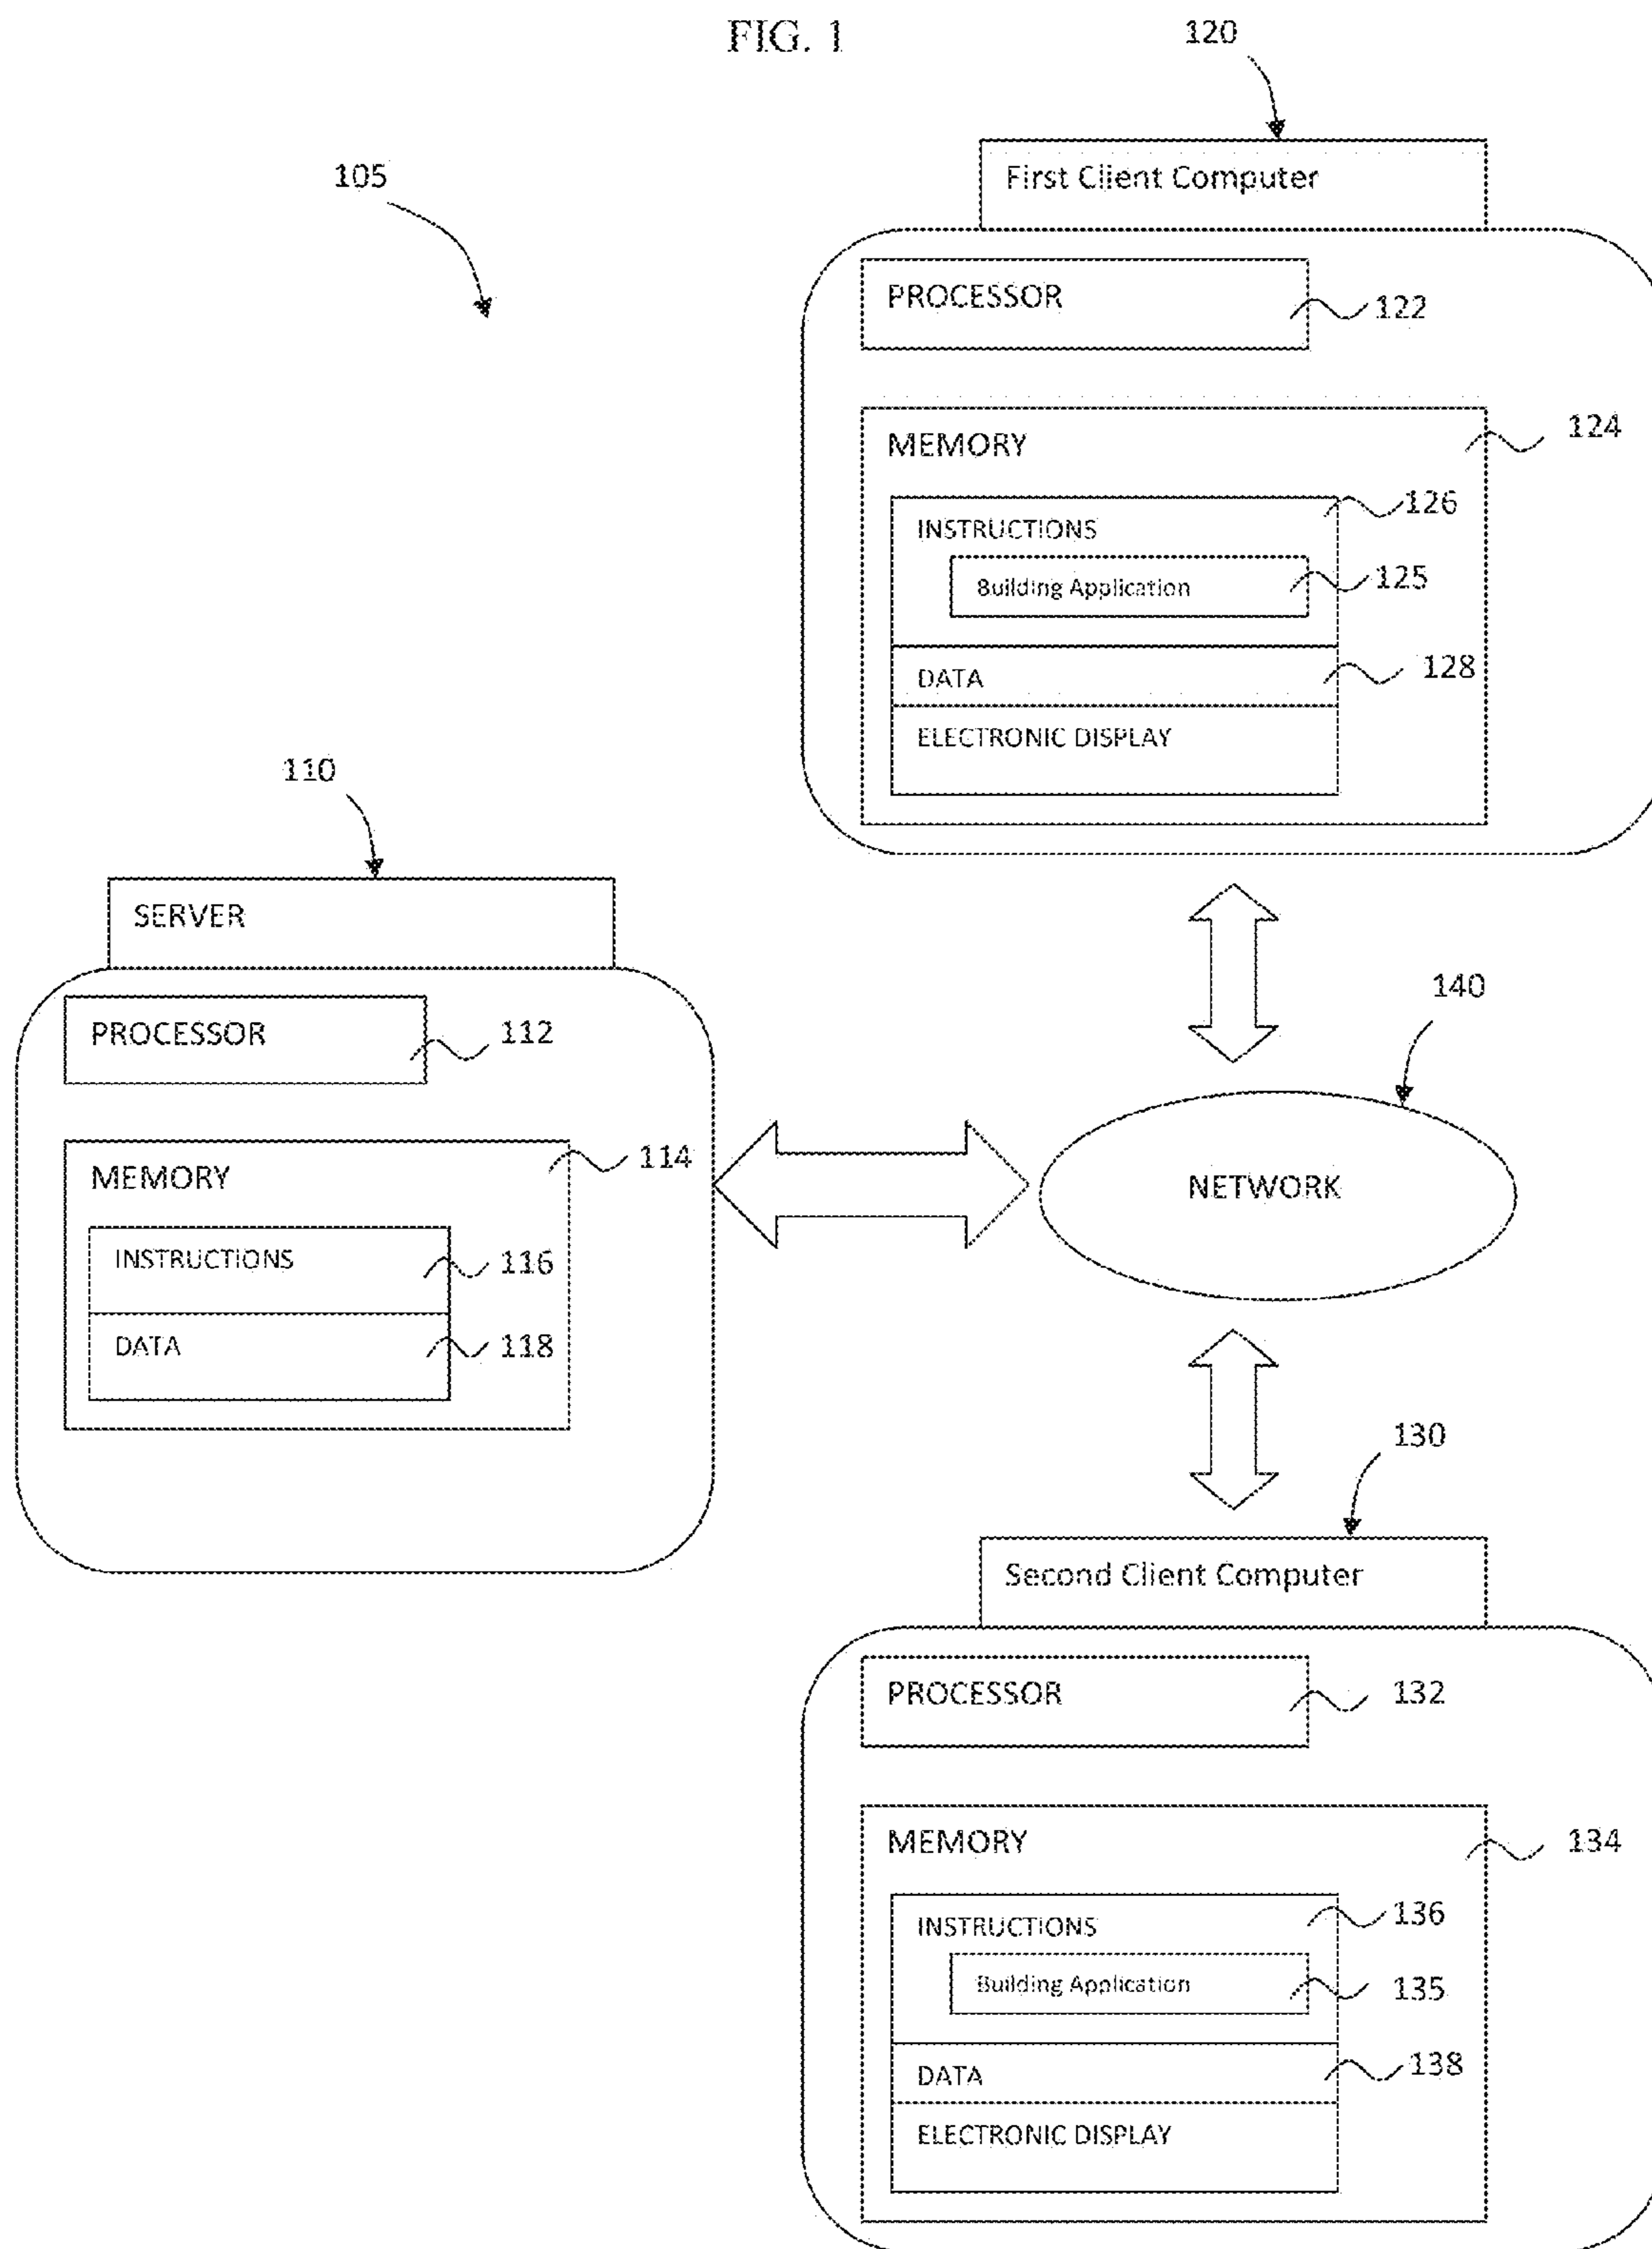 FIG. 1
120
First Client Computer
105
PROCESSOR
122
MEMORY
124
INSTRUCTIONS
126
Building Application
125
DATA
128
ELECTRONIC DISPLAY
110
SERVER
PROCESSOR
112
MEMORY
114
INSTRUCTIONS
116
DATA
118
140
NETWORK
130
Second Client Computer
PROCESSOR
132
MEMORY
134
INSTRUCTIONS
136
Building Application
135
DATA
138
ELECTRONIC DISPLAY